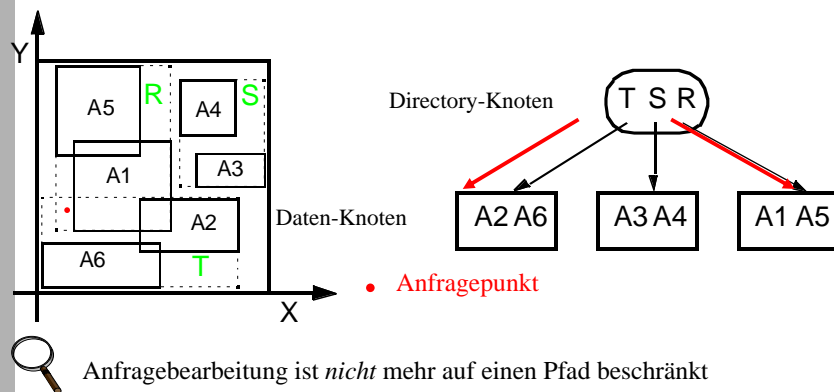 Y
A5
R
A4
S
A1
A3
A2
A6
T
X
Directory-Knoten
T S R
Daten-Knoten
A2 A6
A3 A4
A1 A5
• Anfragepunkt
Anfragebearbeitung ist nicht mehr auf einen Pfad beschränkt